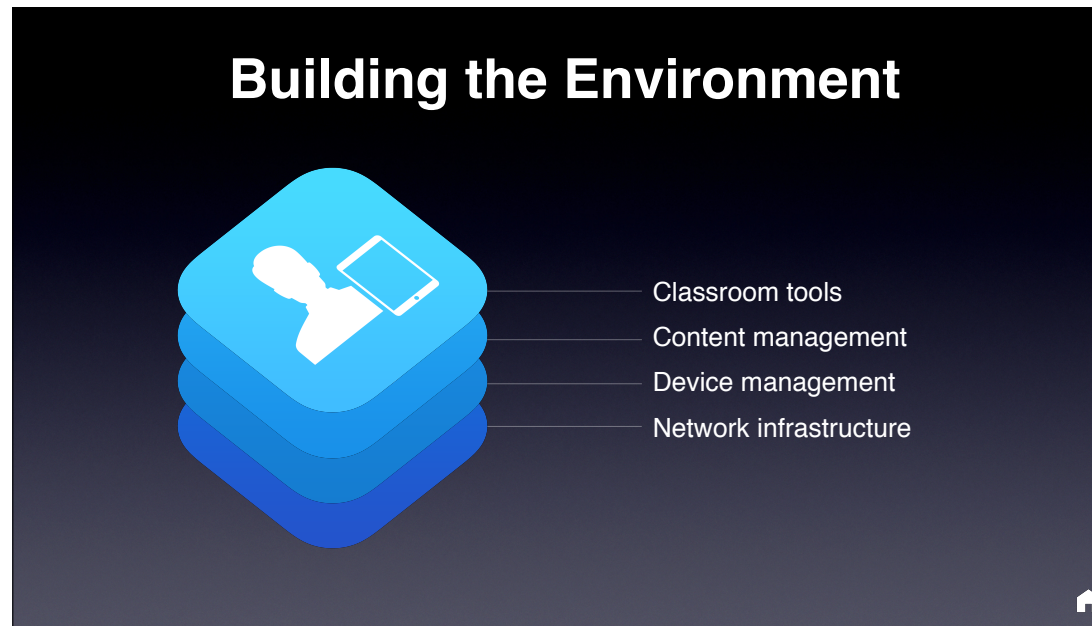 Building the Environment
Classroom tools
Content management
Device management
Network infrastructure